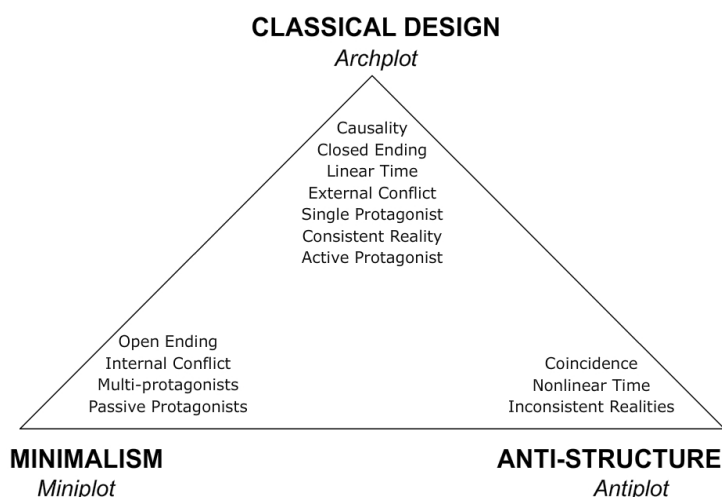 CLASSICAL DESIGN
Archplot
Causality
Closed Ending
Linear Time
External Conflict
Single Protagonist
Consistent Reality
Active Protagonist
Open Ending
Internal Conflict
Multi-protagonists
Passive Protagonists
Coincidence
Nonlinear Time
Inconsistent Realities
MINIMALISM
Miniplot
ANTI-STRUCTURE
Antiplot